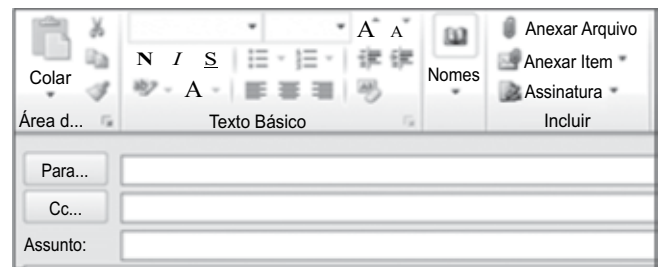 Anexar Arquivo
N I S A A
Anexar Item
Colar A Nomes
Assinatura
Área d... Texto Básico Incluir
Para...
Cc...
Assunto: